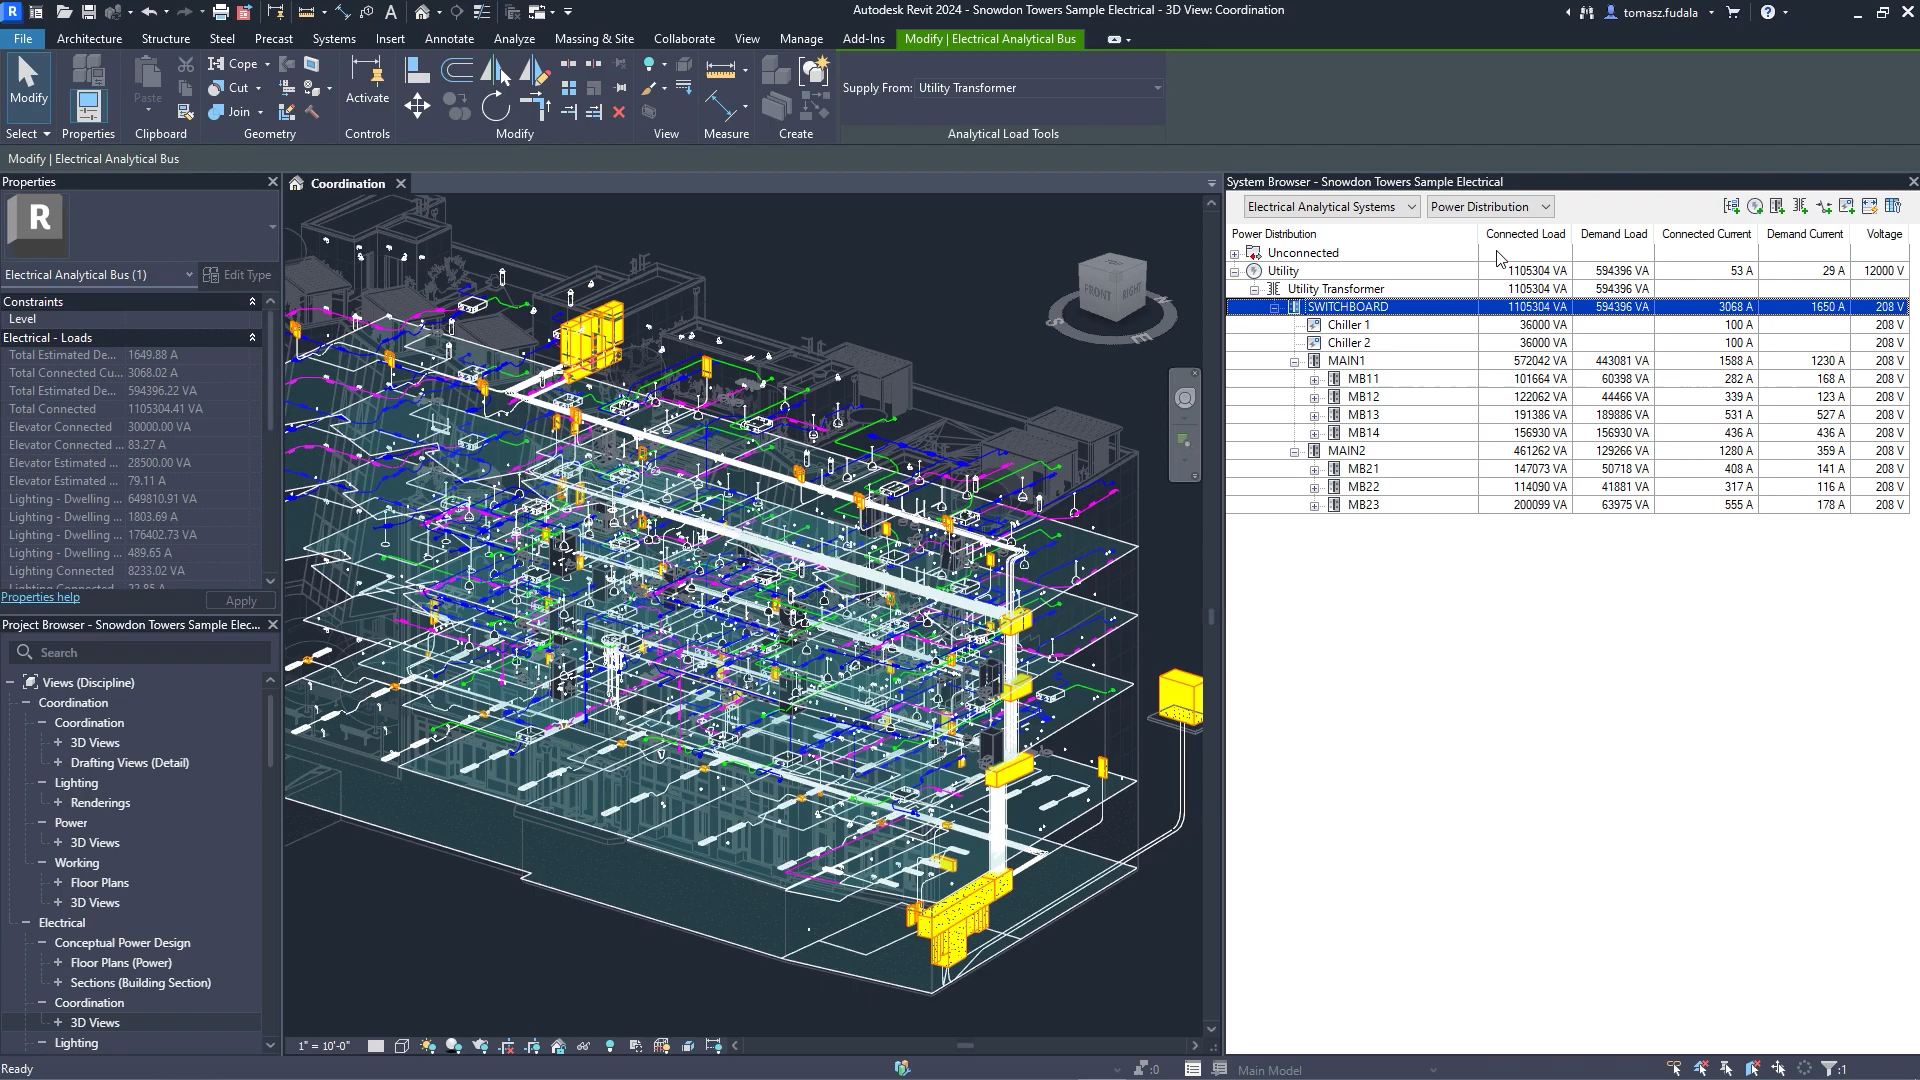 R
Autodesk Revit 2024 - Snowdon Towers Sample Electrical - 3D View: Coordination
tomasz.fudala
File Architecture Structure Steel Precast Systems Insert Annotate Analyze Massing & Site Collaborate View Manage Add-Ins Modify | Electrical Analytical Bus
Modify
Paste
Cope
Cut
Join
Activate
Supply From: Utility Transformer
Select Properties Clipboard Geometry Controls Modify View Measure Create Analytical Load Tools
Modify | Electrical Analytical Bus
Properties
R
Electrical Analytical Bus (1) Edit Type
Constraints
Level
Electrical - Loads
Total Estimated De... 1649.88 A
Total Connected Cu... 3068.02 A
Total Estimated De... 594396.22 VA
Total Connected 1105304.41 VA
Elevator Connected 30000.00 VA
Elevator Connected ... 83.27 A
Elevator Estimated ... 28500.00 VA
Elevator Estimated ... 79.11 A
Lighting - Dwelling ... 649810.91 VA
Lighting - Dwelling ... 1803.69 A
Lighting - Dwelling ... 176402.73 VA
Lighting - Dwelling ... 489.65 A
Lighting Connected 8233.02 VA
Lighting Connected 22.85 A
Properties help Apply
Project Browser - Snowdon Towers Sample Elec...
Search
Views (Discipline)
Coordination
Coordination
3D Views
Drafting Views (Detail)
Lighting
Renderings
Power
3D Views
Working
Floor Plans
3D Views
Electrical
Conceptual Power Design
Floor Plans (Power)
Sections (Building Section)
Coordination
3D Views
Lighting
Coordination
FRONT RIGHT
S E N
1" = 10'-0"
System Browser - Snowdon Towers Sample Electrical
Electrical Analytical Systems Power Distribution
Power Distribution Connected Load Demand Load Connected Current Demand Current Voltage
Unconnected
Utility 1105304 VA 594396 VA 53 A 29 A 12000 V
Utility Transformer 1105304 VA 594396 VA
SWITCHBOARD 1105304 VA 594396 VA 3068 A 1650 A 208 V
Chiller 1 36000 VA 100 A 208 V
Chiller 2 36000 VA 100 A 208 V
MAIN1 572042 VA 443081 VA 1588 A 1230 A 208 V
MB11 101664 VA 60398 VA 282 A 168 A 208 V
MB12 122062 VA 44466 VA 339 A 123 A 208 V
MB13 191386 VA 189886 VA 531 A 527 A 208 V
MB14 156930 VA 156930 VA 436 A 436 A 208 V
MAIN2 461262 VA 129266 VA 1280 A 359 A 208 V
MB21 147073 VA 50718 VA 408 A 141 A 208 V
MB22 114090 VA 41881 VA 317 A 116 A 208 V
MB23 200099 VA 63975 VA 555 A 178 A 208 V
Ready
:0
Main Model
:1